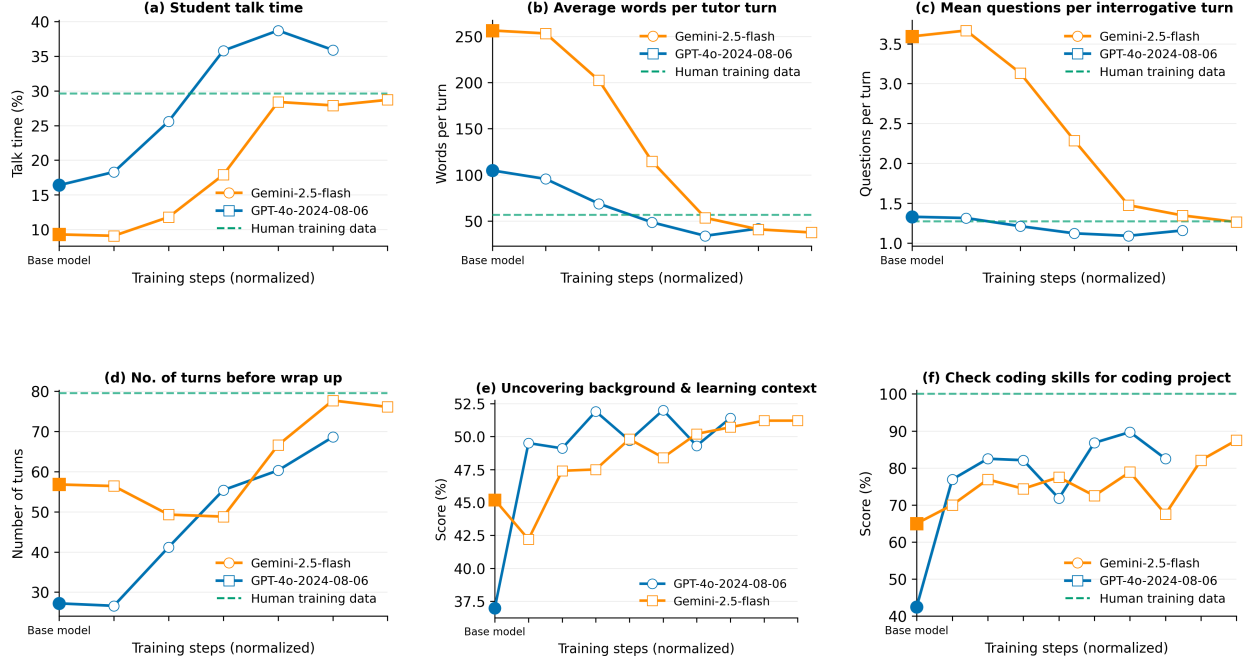 (a) Student talk time
Talk time (%)
40
35
30
25
20
15
10
Gemini-2.5-flash
GPT-4o-2024-08-06
Human training data
Base model
Training steps (normalized)
(b) Average words per tutor turn
Words per turn
250
200
150
100
50
Gemini-2.5-flash
GPT-4o-2024-08-06
Human training data
Base model
Training steps (normalized)
(c) Mean questions per interrogative turn
Questions per turn
3.5
3.0
2.5
2.0
1.5
1.0
Gemini-2.5-flash
GPT-4o-2024-08-06
Human training data
Base model
Training steps (normalized)
(d) No. of turns before wrap up
Number of turns
80
70
60
50
40
30
Gemini-2.5-flash
GPT-4o-2024-08-06
Human training data
Base model
Training steps (normalized)
(e) Uncovering background & learning context
Score (%)
52.5
50.0
47.5
45.0
42.5
40.0
37.5
GPT-4o-2024-08-06
Gemini-2.5-flash
Base model
Training steps (normalized)
(f) Check coding skills for coding project
Score (%)
100
90
80
70
60
50
40
Gemini-2.5-flash
GPT-4o-2024-08-06
Human training data
Base model
Training steps (normalized)